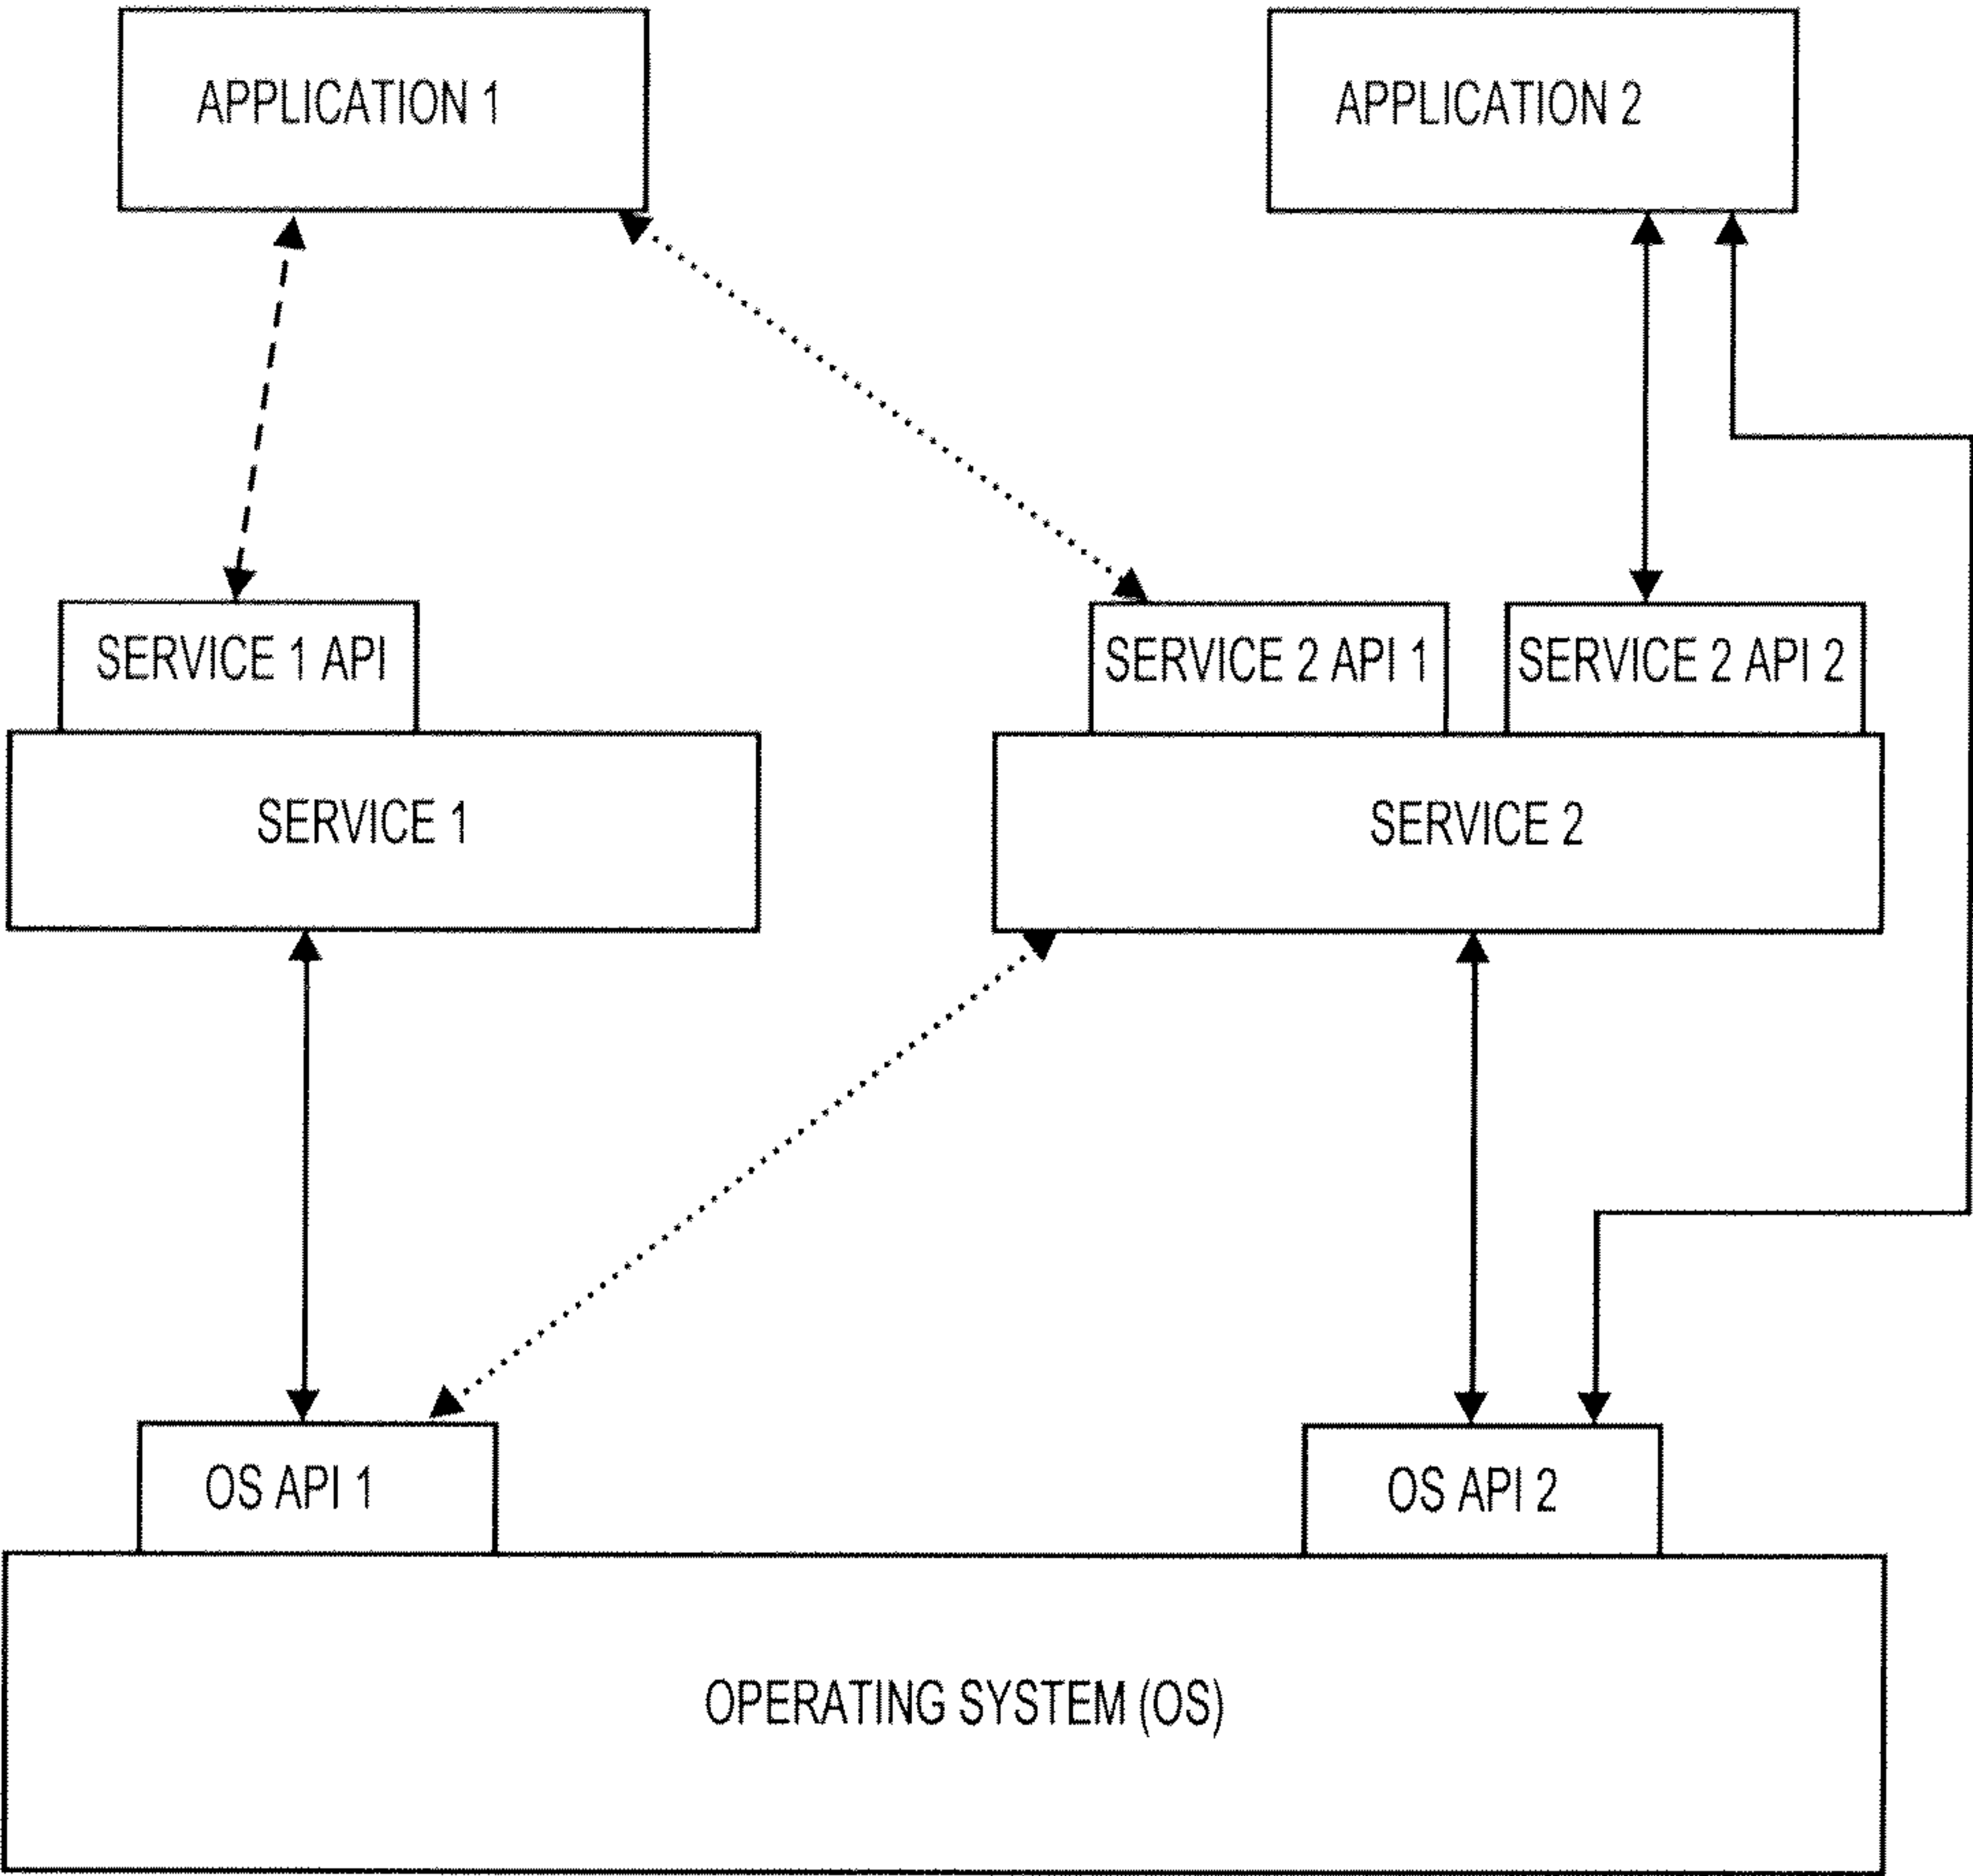 APPLICATION 1
APPLICATION 2
SERVICE 1 API
SERVICE 2 API 1
SERVICE 2 API 2
SERVICE 1
SERVICE 2
OS API 1
OS API 2
OPERATING SYSTEM (OS)